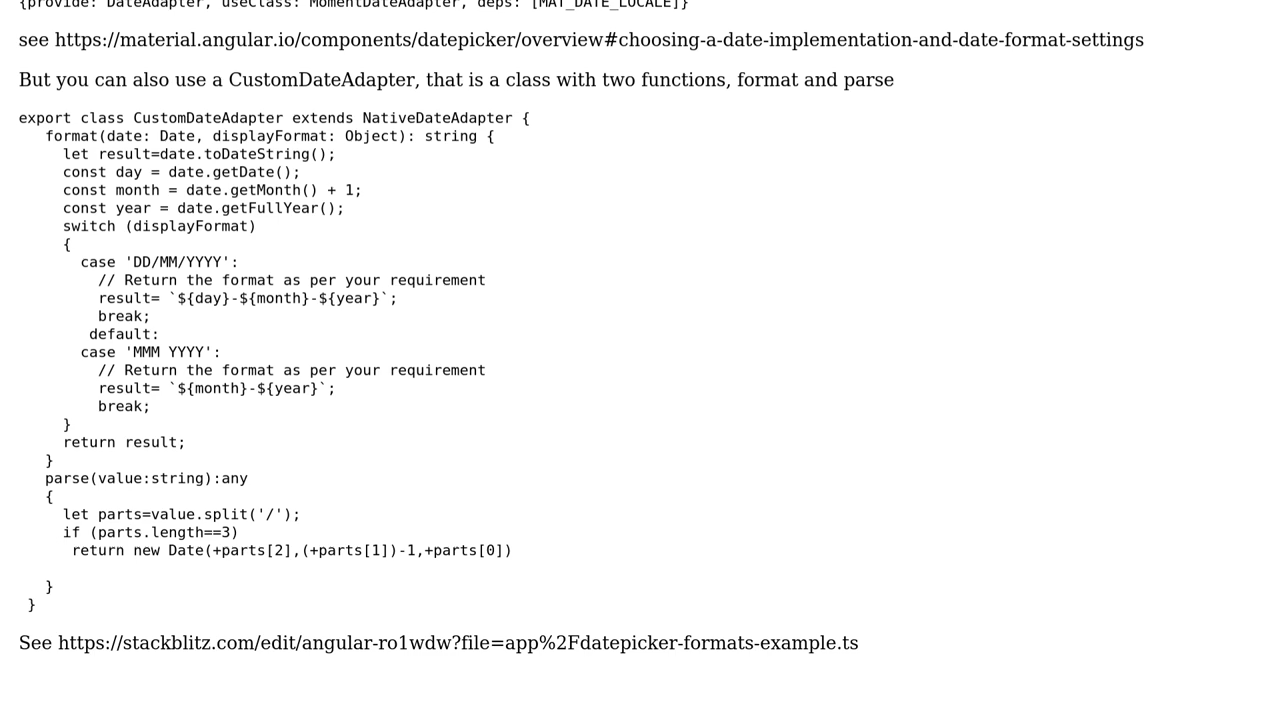 {provide: DateAdapter, useClass: MomentDateAdapter, deps: [MAT_DATE_LOCALE]}
see https://material.angular.io/components/datepicker/overview#choosing-a-date-implementation-and-date-format-settings
But you can also use a CustomDateAdapter, that is a class with two functions, format and parse
export class CustomDateAdapter extends NativeDateAdapter {
   format(date: Date, displayFormat: Object): string {
     let result=date.toDateString();
     const day = date.getDate();
     const month = date.getMonth() + 1;
     const year = date.getFullYear();
     switch (displayFormat)
     {
       case 'DD/MM/YYYY':
         // Return the format as per your requirement
         result= `${day}-${month}-${year}`;
         break;
        default:
       case 'MMM YYYY':
         // Return the format as per your requirement
         result= `${month}-${year}`;
         break;
     }
     return result;
   }
   parse(value:string):any
   {
     let parts=value.split('/');
     if (parts.length==3)
      return new Date(+parts[2],(+parts[1])-1,+parts[0])
   }
 }
See https://stackblitz.com/edit/angular-ro1wdw?file=app%2Fdatepicker-formats-example.ts